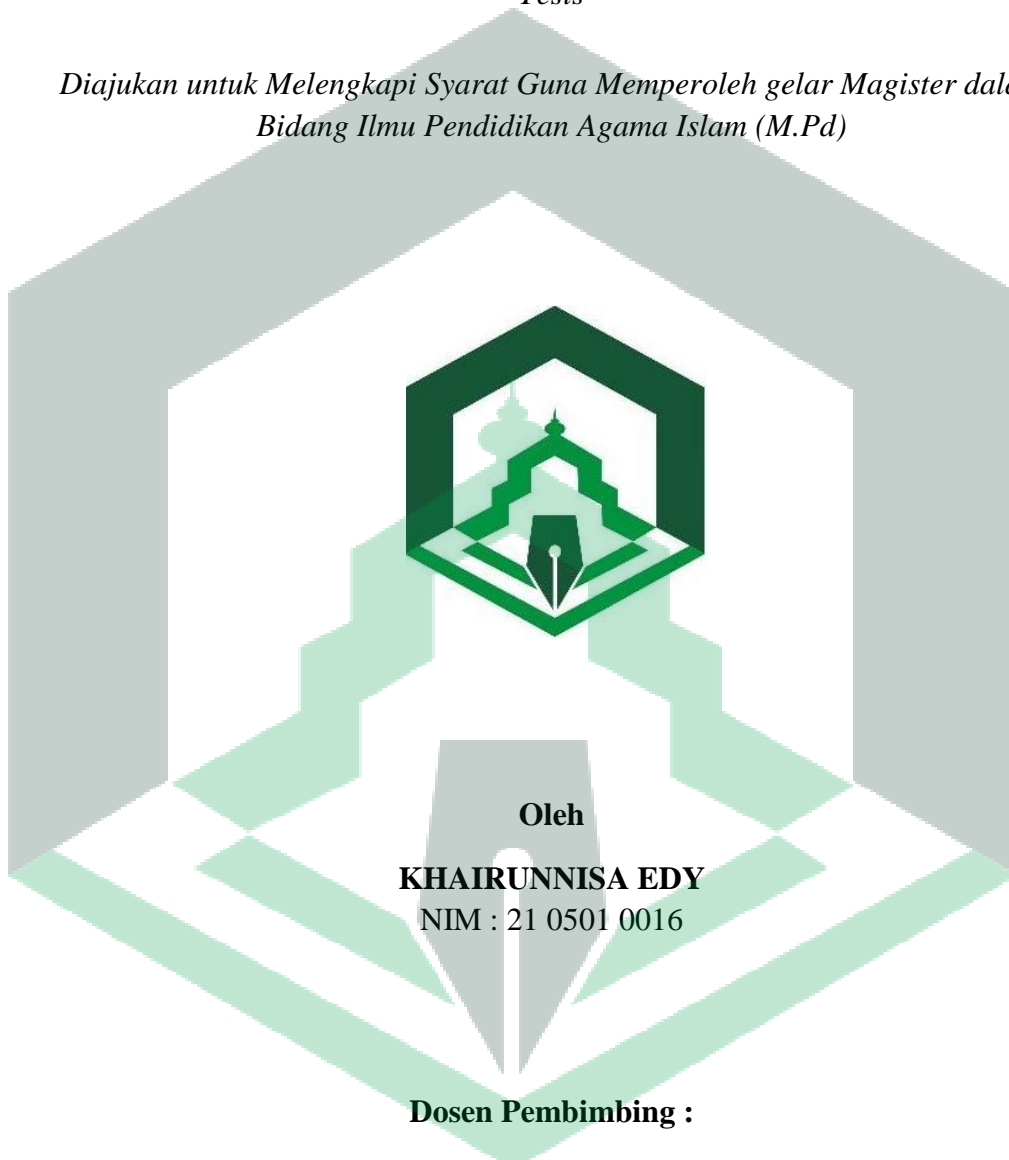 Tesis
Diajukan untuk Melengkapi Syarat Guna Memperoleh gelar Magister
Bidang Ilmu Pendidikan Agama Islam (M.Pd)
Oleh
KHAIRUNNISA EDY
NIM : 21 0501 0016
Dosen Pembimbing :